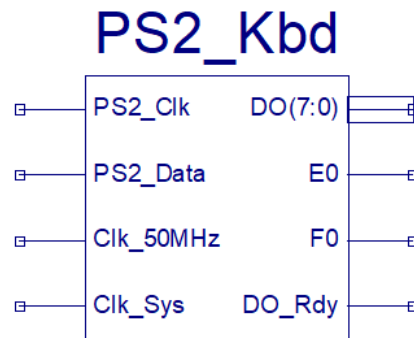 PS2_Kbd
PS2_Clk DO(7:0)
PS2_Data E0
Clk_50MHz F0
Clk_Sys DO_Rdy